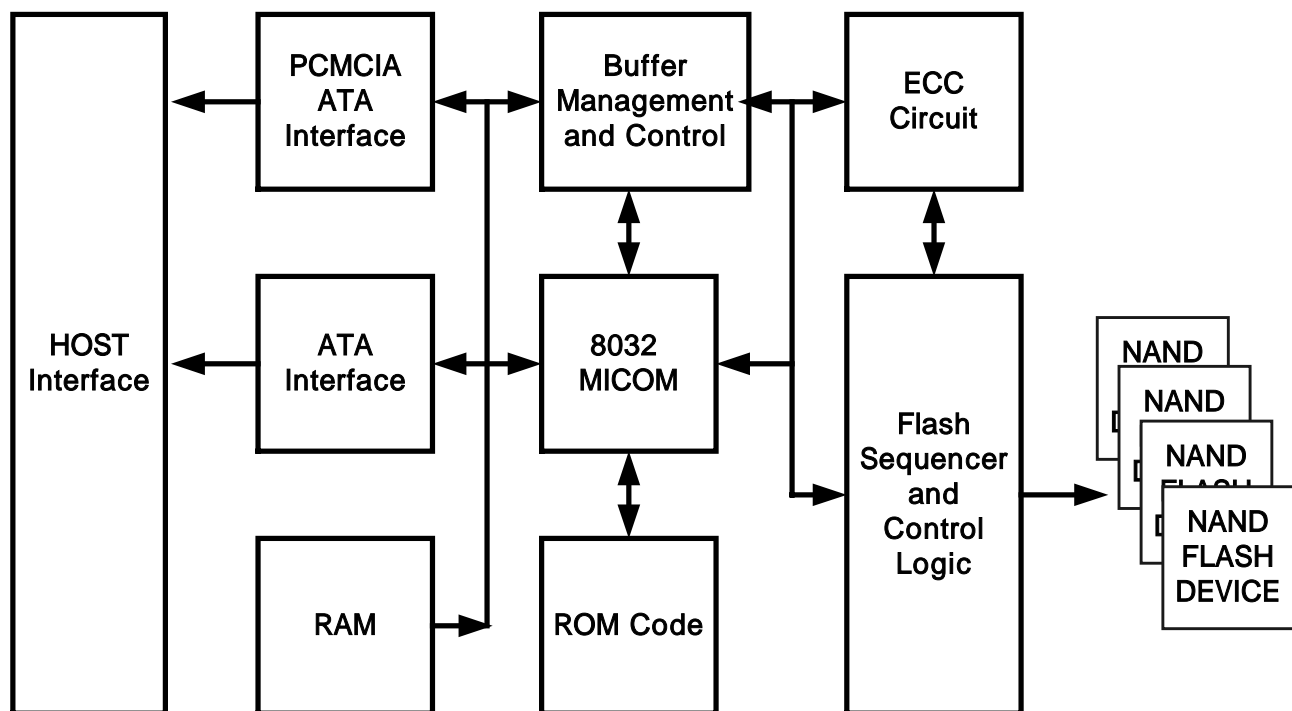 PCMCIA
ATA
Interface
Buffer
Management
and Control
ECC
Circuit
HOST
Interface
ATA
Interface
8032
MICOM
Flash
Sequencer
and
Control
Logic
RAM
ROM Code
NAND
NAND
NAND
FLASH
NAND
FLASH
DEVICE